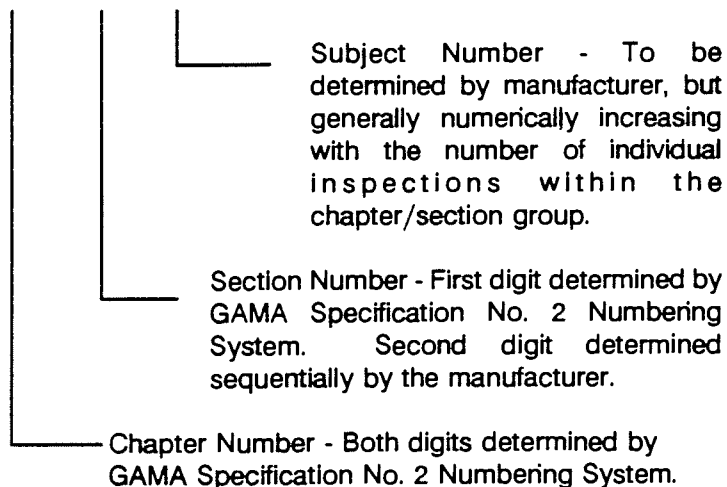 Subject Number - To be
determined by manufacturer, but
generally numerically increasing
with the number of individual
inspections within the
chapter/section group.
Section Number - First digit determined by
GAMA Specification No. 2 Numbering
System. Second digit determined
sequentially by the manufacturer.
Chapter Number - Both digits determined by
GAMA Specification No. 2 Numbering System.